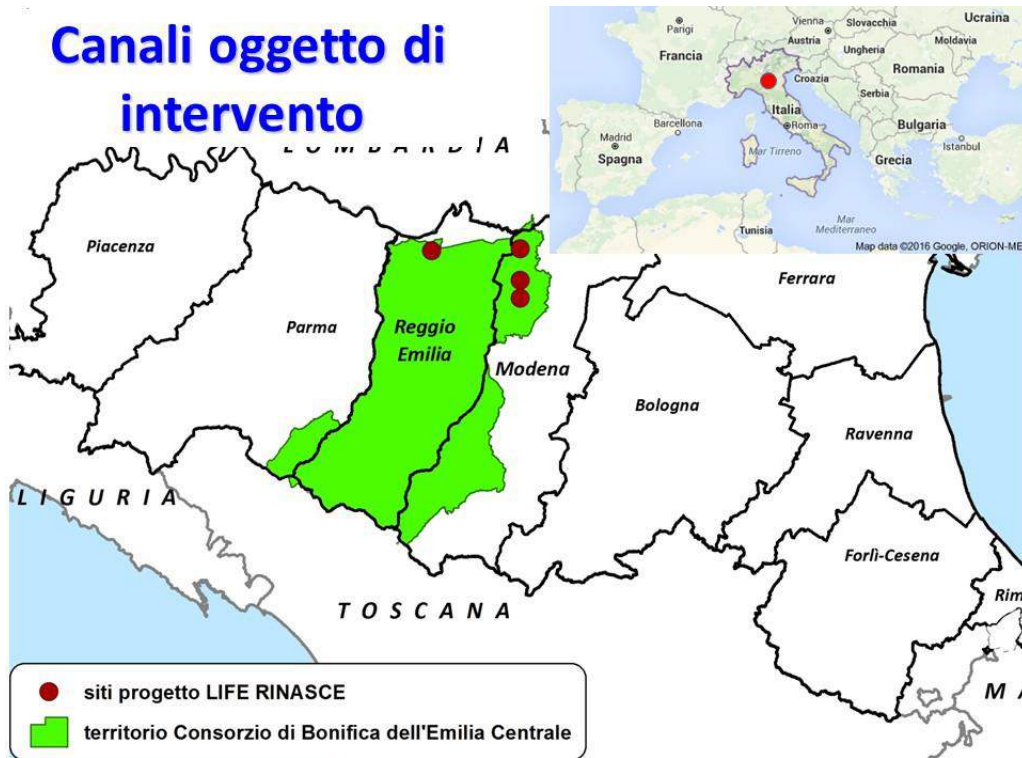 Canali oggetto di
intervento
LOMBARDIA
Piacenza
Parma
Reggio
Emilia
Modena
Bologna
Ferrara
Ravenna
Forlì-Cesena
Rim
LIGURIA
TOSCANA
MA
Parigi
Francia
Vienna
Austria
Slovacchia
Ungheria
Ucraina
Moldavia
Romania
Croazia
Serbia
Italia
Roma
Barcellona
Madrid
Spagna
Mar Tirreno
Bulgaria
Istanbul
Grecia
Tunisia
Mar
Mediterraneo
Map data ©2016 Google, ORION-ME
siti progetto LIFE RINASCE
territorio Consorzio di Bonifica dell'Emilia Centrale